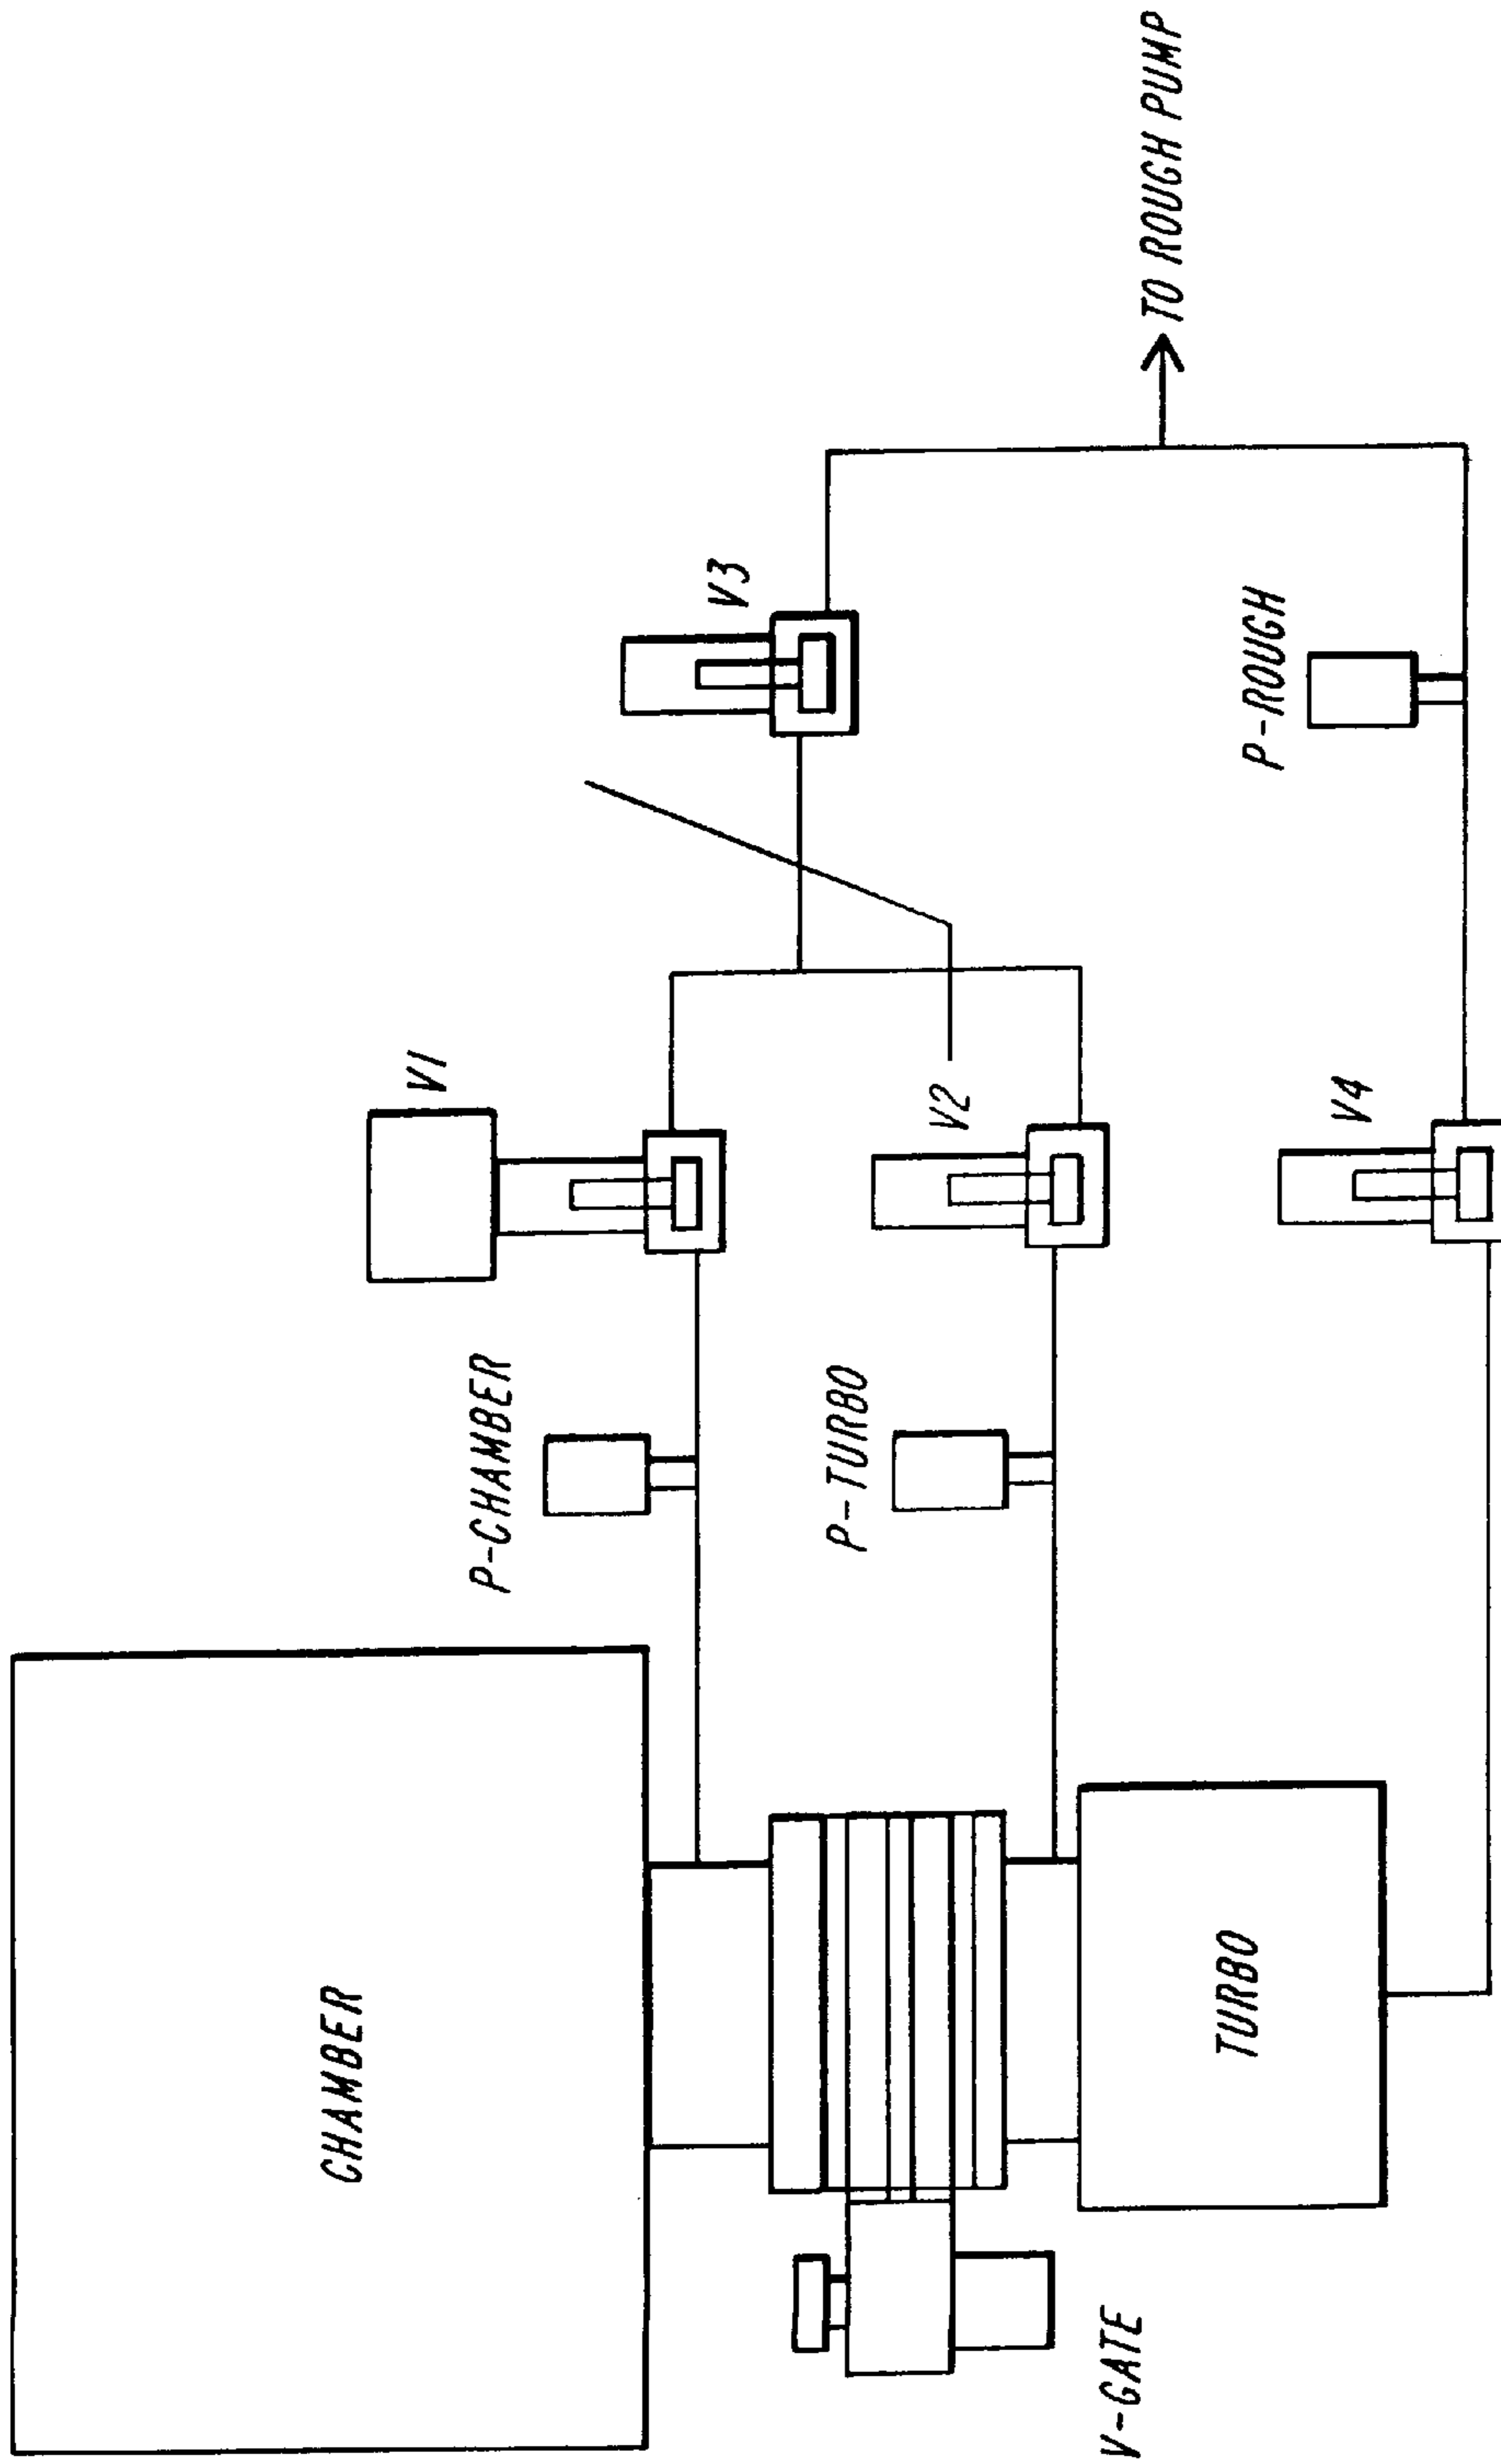 CHAMBER
P-CHAMBER
V1
V3
TO ROUGH PUMP
P-TURBO
V2
V-GATE
TURBO
V4
P-ROUGH